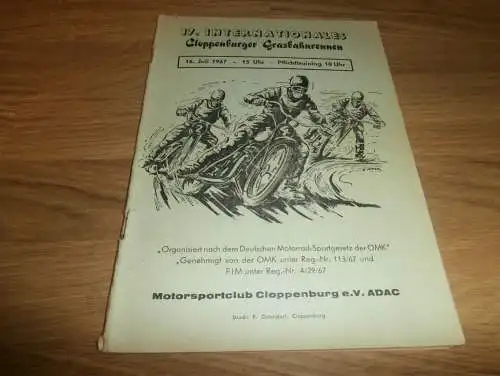 17. INTERNATIONALES
Cloppenburger Grasbahnrennen
16. Juli 1967 - 15 Uhr - Pflichttraining 10 Uhr
„Organisiert nach dem Deutschen Motorrad-Sportgesetz der OMK"
„Genehmigt von der OMK unter Reg.-Nr. 113/67 und
FIM unter Reg.-Nr. 4/29/67
Motorsportclub Cloppenburg e.V. ADAC
Druck: Cloppenburg